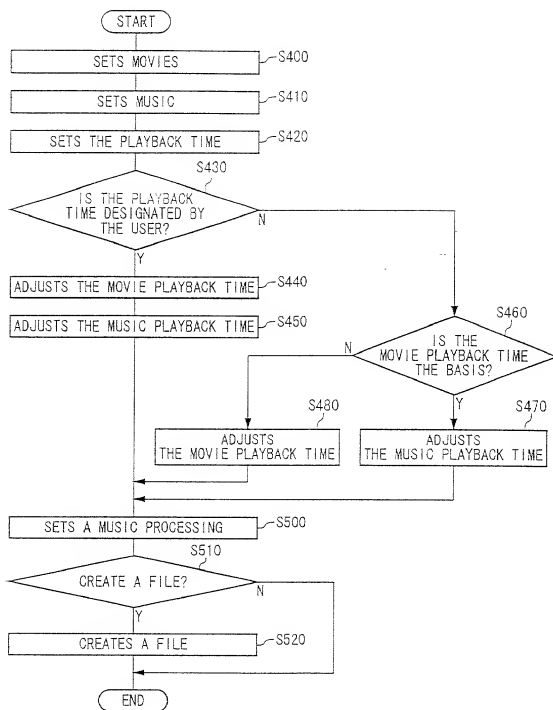 START
SETS MOVIES
S400
SETS MUSIC
S410
SETS THE PLAYBACK TIME
S420
S430
IS THE PLAYBACK
TIME DESIGNATED BY
THE USER?
N
Y
ADJUSTS THE MOVIE PLAYBACK TIME
S440
ADJUSTS THE MUSIC PLAYBACK TIME
S450
S460
IS THE
MOVIE PLAYBACK TIME
THE BASIS?
N
Y
S480
ADJUSTS
THE MOVIE PLAYBACK TIME
S470
ADJUSTS
THE MUSIC PLAYBACK TIME
SETS A MUSIC PROCESSING
S500
S510
CREATE A FILE?
N
Y
CREATES A FILE
S520
END